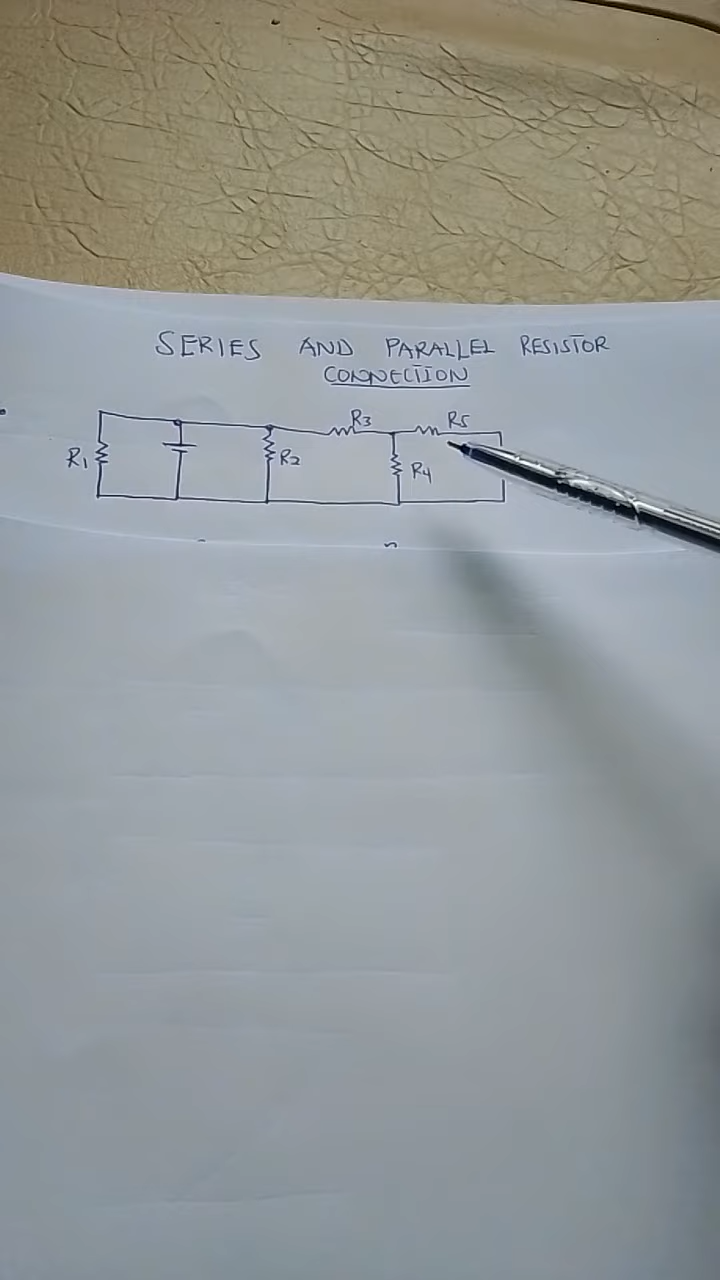 SERIES AND PARALLEL RESISTOR
CONNECTION
R3 R5
R1 R2 R4